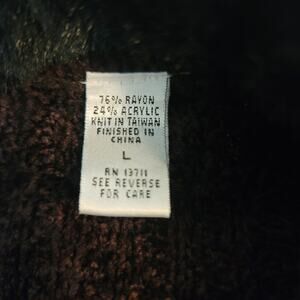 76% RAYON
24% ACRYLIC
KNIT IN TAIWAN
FINISHED IN
CHINA
L
RN 13711
SEE REVERSE
FOR CARE